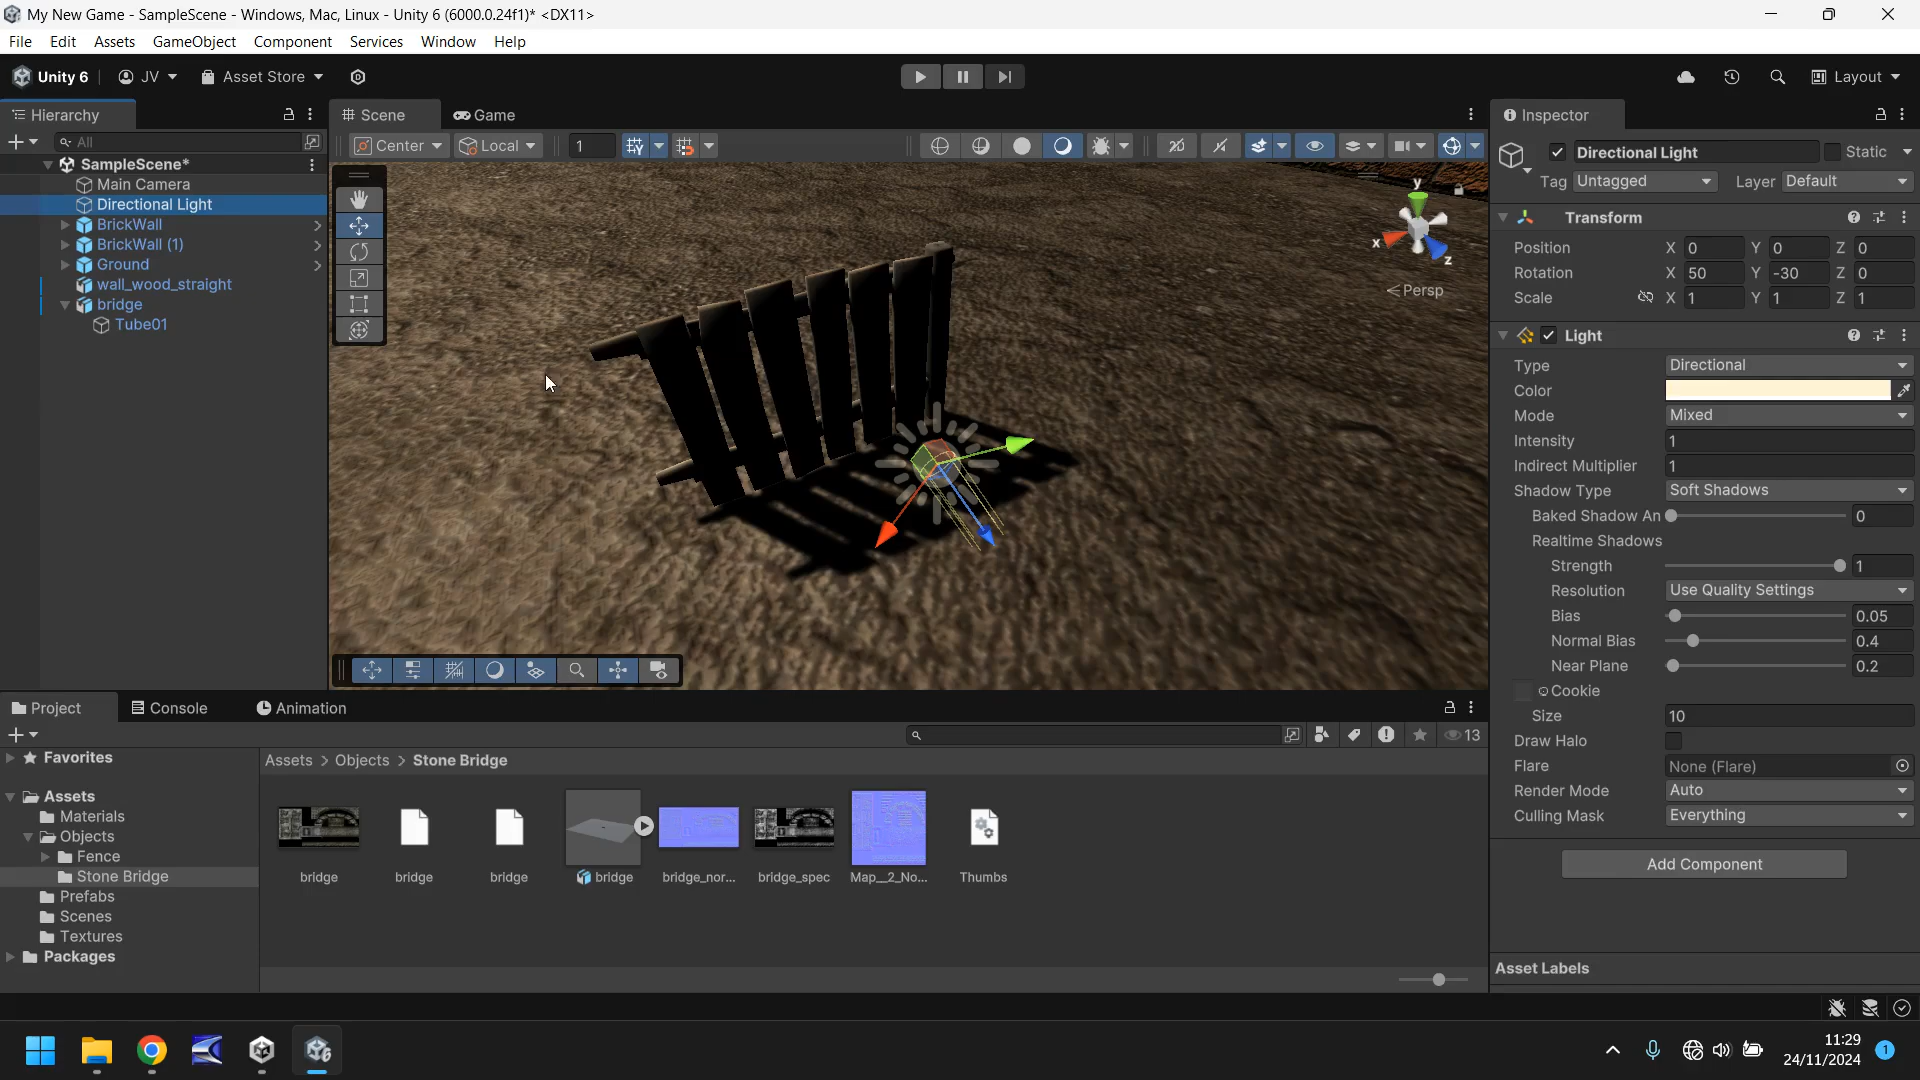 My New Game - SampleScene - Windows, Mac, Linux - Unity 6 (6000.0.24f1)* <DX11>
File Edit Assets GameObject Component Services Window Help
Unity 6 JV Asset Store Layout
Hierarchy
All
SampleScene*
Main Camera
Directional Light
BrickWall
BrickWall (1)
Ground
wall_wood_straight
bridge
Tube01
Scene Game
Center Local 1
y
x
z
Persp
Inspector
Directional Light Static
Tag Untagged Layer Default
Transform
Position X 0 Y 0 Z 0
Rotation X 50 Y -30 Z 0
Scale X 1 Y 1 Z 1
Light
Type Directional
Color
Mode Mixed
Intensity 1
Indirect Multiplier 1
Shadow Type Soft Shadows
Baked Shadow An 0
Realtime Shadows
Strength 1
Resolution Use Quality Settings
Bias 0.05
Normal Bias 0.4
Near Plane 0.2
Cookie
Size 10
Draw Halo
Flare None (Flare)
Render Mode Auto
Culling Mask Everything
Add Component
Asset Labels
Project Console Animation
13
Favorites
Assets
Materials
Objects
Fence
Stone Bridge
Prefabs
Scenes
Textures
Packages
Assets > Objects > Stone Bridge
bridge bridge bridge bridge bridge_nor... bridge_spec Map__2_No... Thumbs
6
11:29
24/11/2024 1